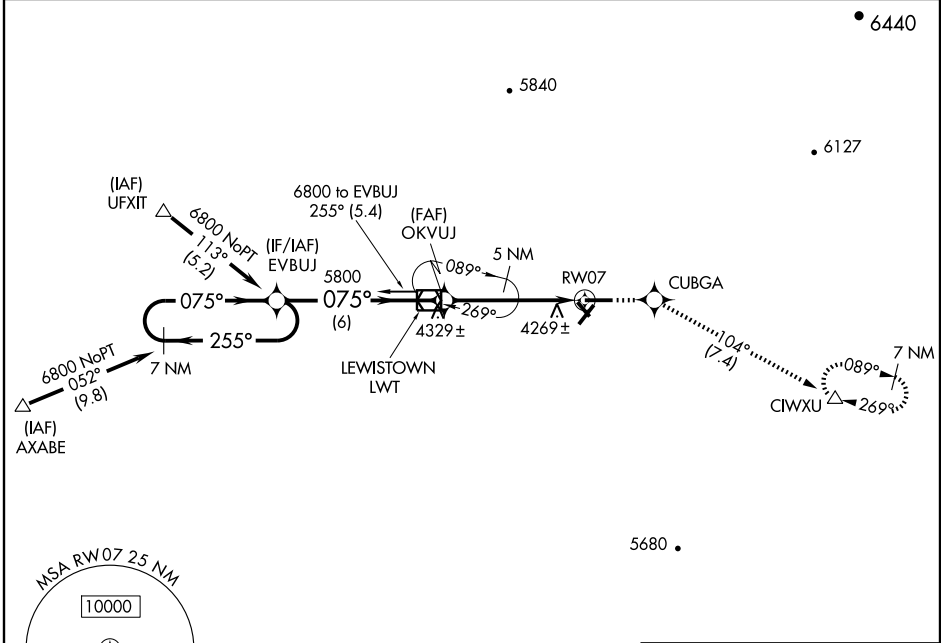 6440
5840
6127
(IAF)
UFXIT
6800 NoPT
113°
(5.2)
6800 to EVBUJ
255° (5.4)
(FAF)
OKVUJ
(IF/IAF)
EVBUJ
5 NM
089°
269°
RW07
CUBGA
075°
5800
075°
(6)
4329±
4269±
255°
7 NM
LEWISTOWN
LWT
104°
(7.4)
7 NM
089°
269°
CIWXU
6800 NoPT
052°
(9.8)
(IAF)
AXABE
5680
MSA RW07 25 NM
10000